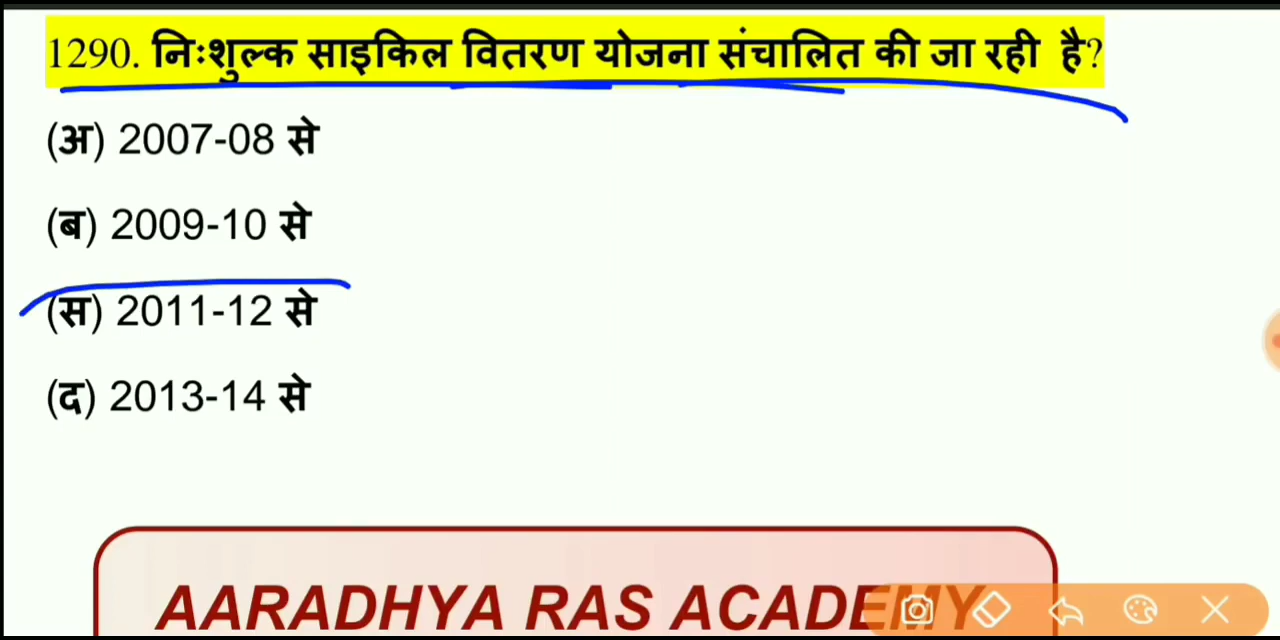 1290. निःशुल्क साइकिल वितरण योजना संचालित की जा रही है?
(अ) 2007-08 से
(ब) 2009-10 से
(स) 2011-12 से
(द) 2013-14 से
AARADHYA RAS ACADEMY